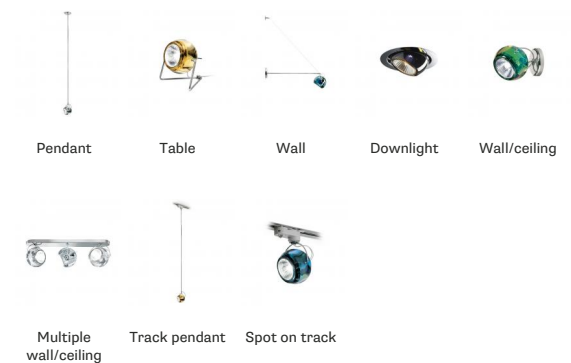 Pendant
Table
Wall
Downlight
Wall/ceiling
Multiple
wall/ceiling
Track pendant
Spot on track